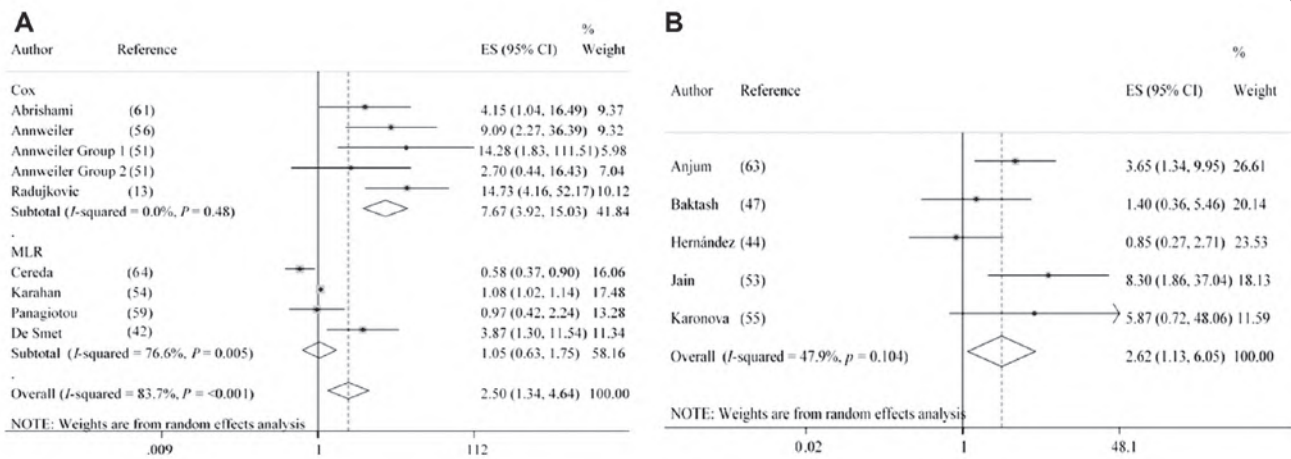 A
%
Author Reference ES (95% CI) Weight
Cox
Abrishami (61) 4.15 (1.04, 16.49) 9.37
Annweiler (56) 9.09 (2.27, 36.39) 9.32
Annweiler Group 1 (51) 14.28 (1.83, 111.51) 5.98
Annweiler Group 2 (51) 2.70 (0.44, 16.43) 7.04
Radujkovic (13) 14.73 (4.16, 52.17) 10.12
Subtotal (I-squared = 0.0%, P = 0.48) 7.67 (3.92, 15.03) 41.84
.
MLR
Cereda (64) 0.58 (0.37, 0.90) 16.06
Karahan (54) 1.08 (1.02, 1.14) 17.48
Panagiotou (59) 0.97 (0.42, 2.24) 13.28
De Smet (42) 3.87 (1.30, 11.54) 11.34
Subtotal (I-squared = 76.6%, P = 0.005) 1.05 (0.63, 1.75) 58.16
.
Overall (I-squared = 83.7%, P = <0.001) 2.50 (1.34, 4.64) 100.00
NOTE: Weights are from random effects analysis
.009 1 112
B
%
Author Reference ES (95% CI) Weight
Anjum (63) 3.65 (1.34, 9.95) 26.61
Baktash (47) 1.40 (0.36, 5.46) 20.14
Hernández (44) 0.85 (0.27, 2.71) 23.53
Jain (53) 8.30 (1.86, 37.04) 18.13
Karonova (55) 5.87 (0.72, 48.06) 11.59
Overall (I-squared = 47.9%, p = 0.104) 2.62 (1.13, 6.05) 100.00
NOTE: Weights are from random effects analysis
0.02 1 48.1